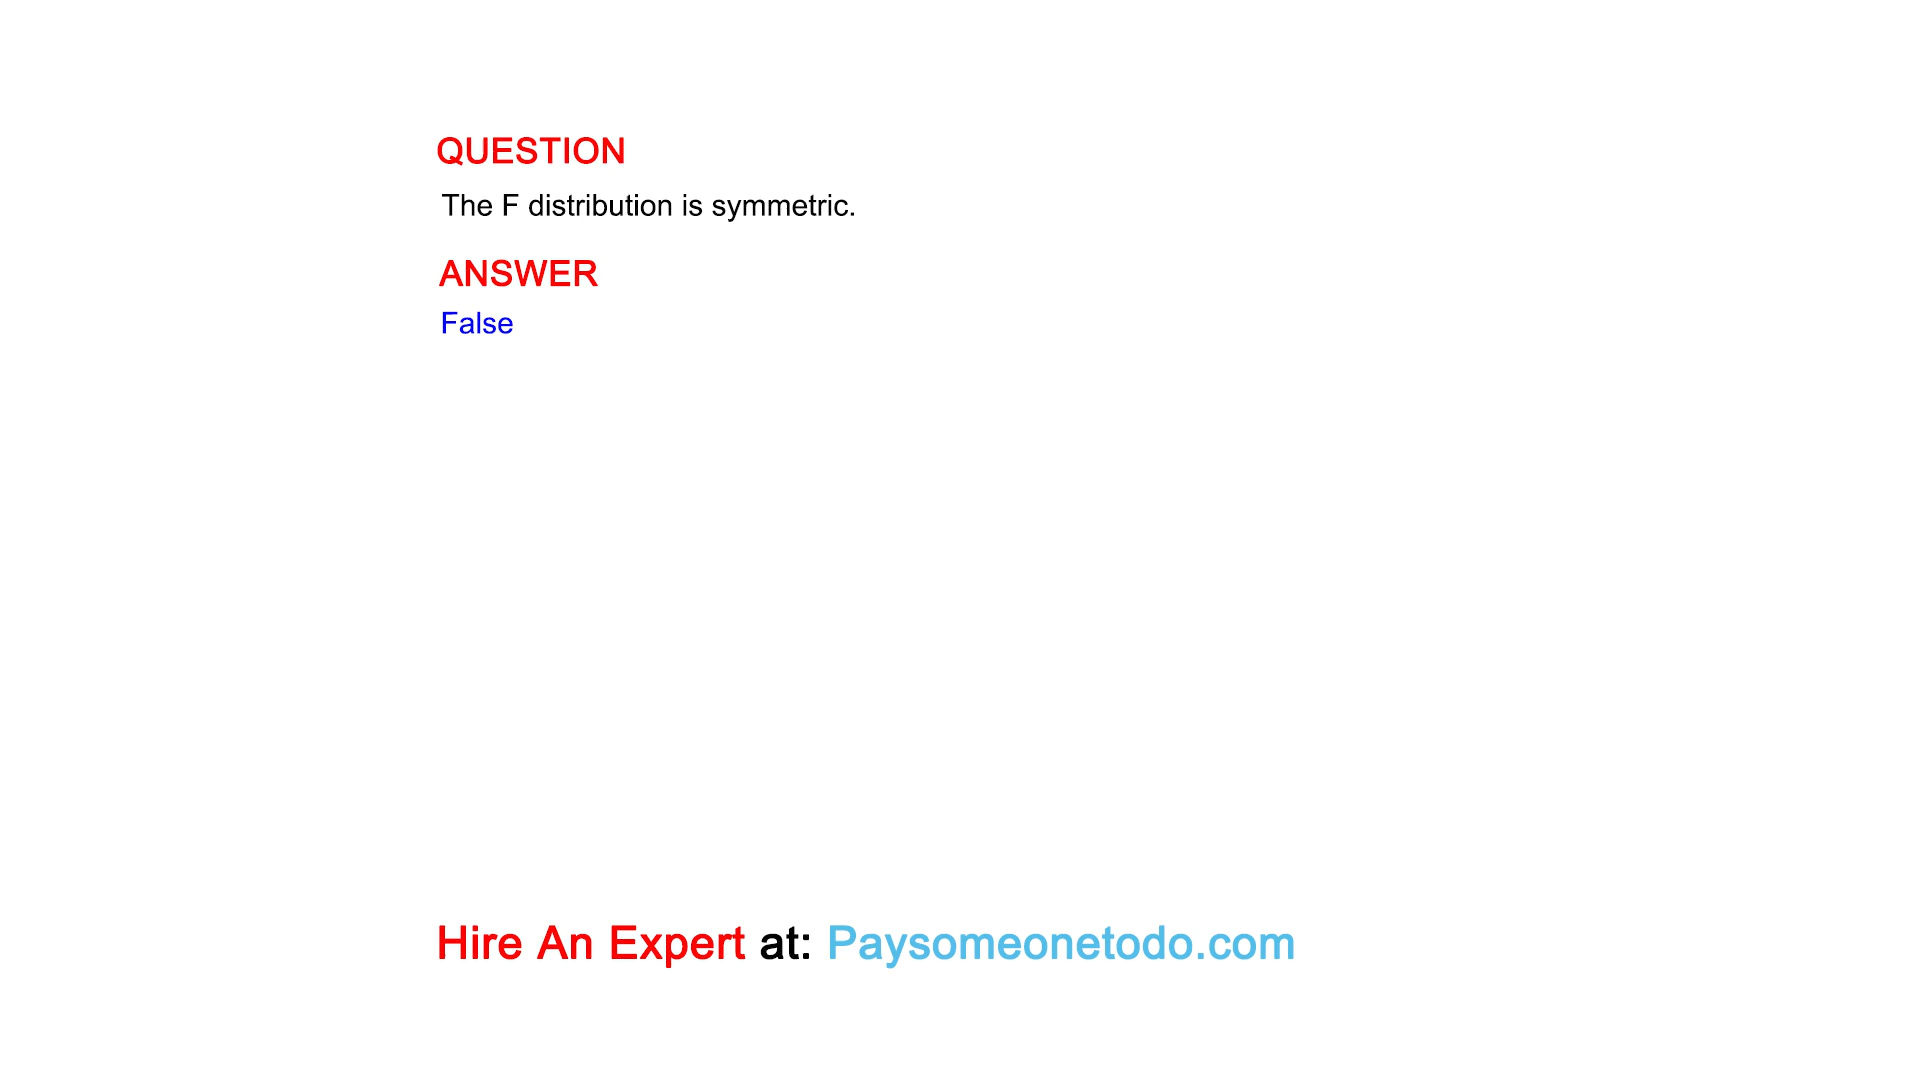 QUESTION
The F distribution is symmetric.
ANSWER
False
Hire An Expert at: Paysomeonetodo.com